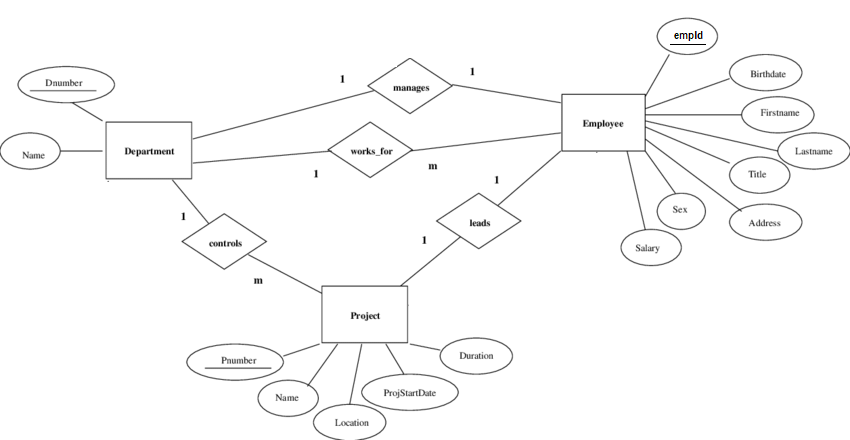 empId
Dnumber
1
manages
1
Birthdate
Firstname
Employee
Name
Department
works_for
Lastname
1
m
Title
1
Sex
Address
1
controls
leads
1
Salary
m
Project
Pnumber
Duration
Name
ProjStartDate
Location